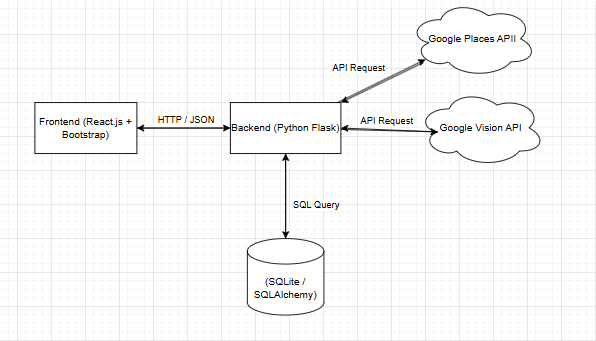 Google Places APII
API Request
Frontend (React.js +
Bootstrap)
HTTP / JSON
Backend (Python Flask)
API Request
Google Vision API
SQL Query
(SQLite /
SQLAlchemy)